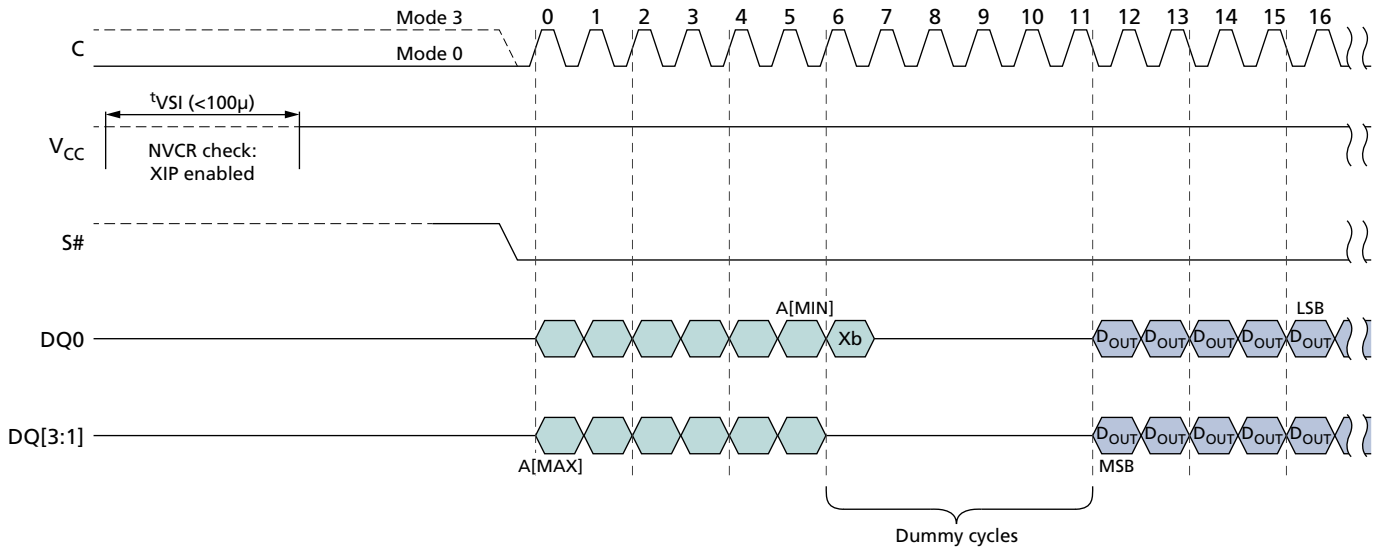 Mode 3
0 1 2 3 4 5 6 7 8 9 10 11 12 13 14 15 16
C
Mode 0
tVSI (<100µ)
VCC
NVCR check:
XIP enabled
S#
A[MIN]
LSB
DQ0
Xb
DOUT DOUT DOUT DOUT DOUT
DQ[3:1]
DOUT DOUT DOUT DOUT DOUT
A[MAX]
MSB
Dummy cycles